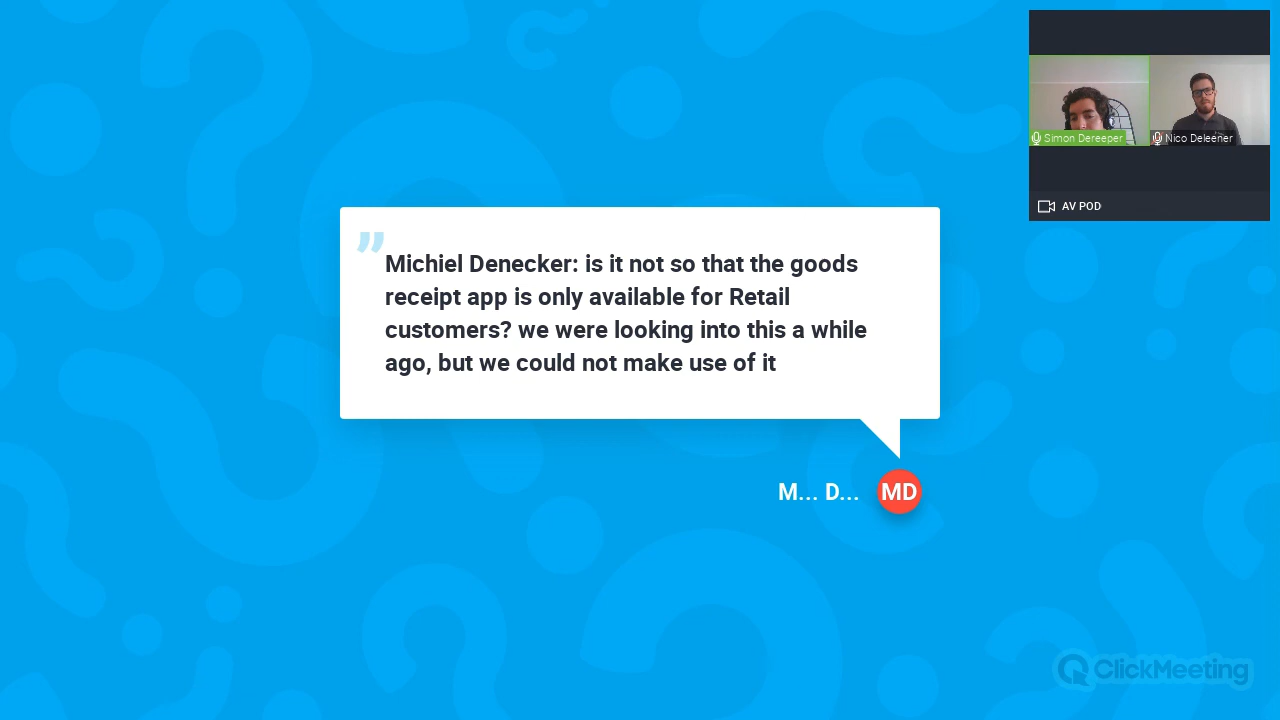 Simon Dereeper
Nico Deleener
AV POD
”
Michiel Denecker: is it not so that the goods
receipt app is only available for Retail
customers? we were looking into this a while
ago, but we could not make use of it
M... D... MD
ClickMeeting